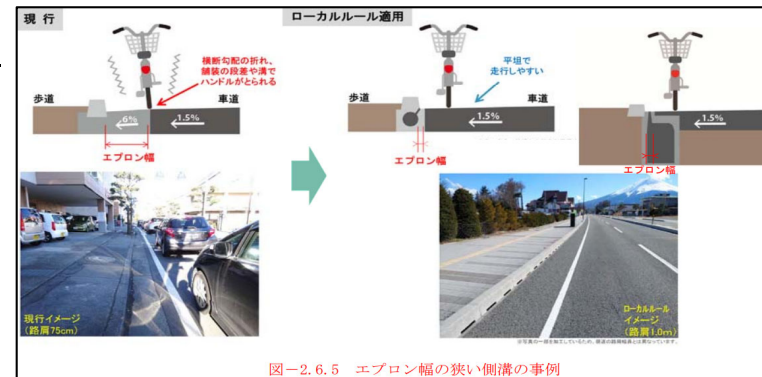 現 行
横断勾配の折れ、
舗装の段差や溝で
ハンドルがとられる
歩道
車道
6%
1.5%
エプロン幅
現行イメージ
(路肩75cm)
ローカルルール適用
平坦で
走行しやすい
歩道
車道
1.5%
エプロン幅
1.5%
エプロン幅
ローカルルール
イメージ
(路肩1.0m)
図-2.6.5 エプロン幅の狭い側溝の事例